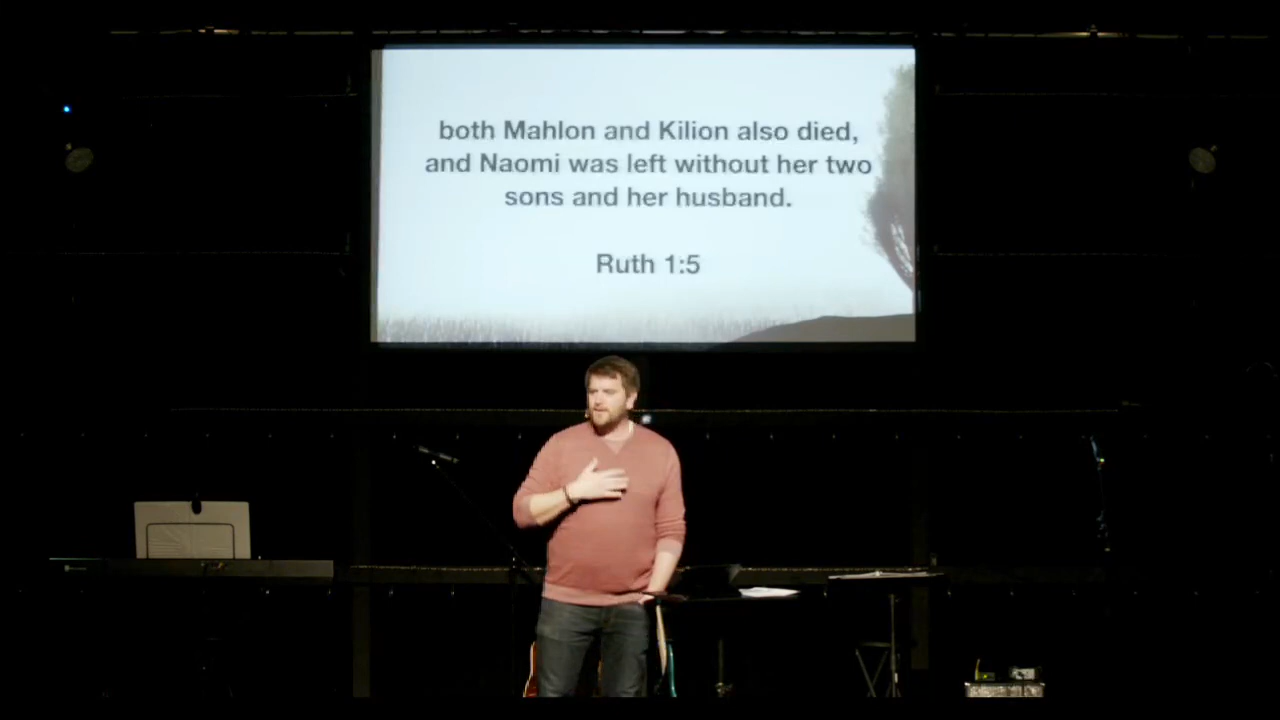 both Mahlon and Kilion also died,
and Naomi was left without her two
sons and her husband.
Ruth 1:5